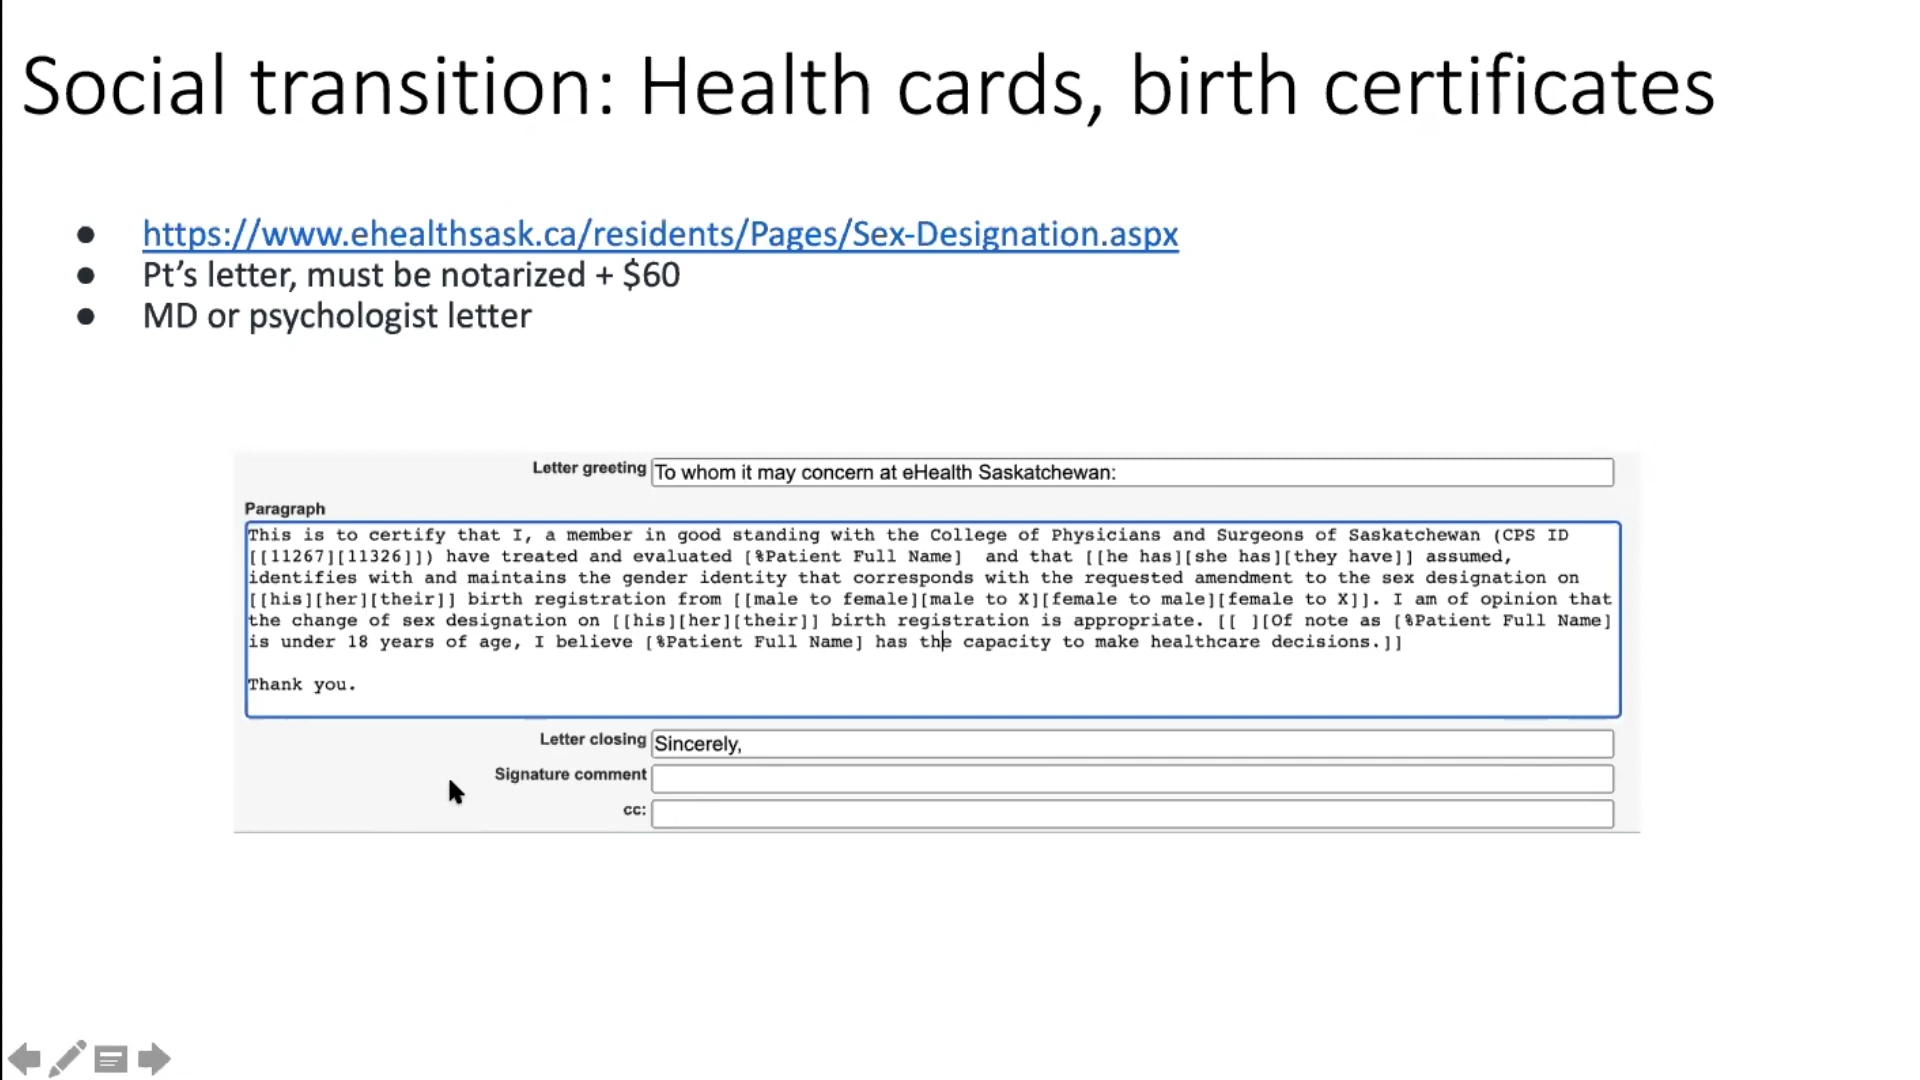 Social transition: Health cards, birth certificates
● https://www.ehealthsask.ca/residents/Pages/Sex-Designation.aspx
● Pt’s letter, must be notarized + $60
● MD or psychologist letter
Letter greeting To whom it may concern at eHealth Saskatchewan:
Paragraph
This is to certify that I, a member in good standing with the College of Physicians and Surgeons of Saskatchewan (CPS ID
[[11267][11326]]) have treated and evaluated [%Patient Full Name]  and that [[he has][she has][they have]] assumed,
identifies with and maintains the gender identity that corresponds with the requested amendment to the sex designation on
[[his][her][their]] birth registration from [[male to female][male to X][female to male][female to X]]. I am of opinion that
the change of sex designation on [[his][her][their]] birth registration is appropriate. [[ ][Of note as [%Patient Full Name]
is under 18 years of age, I believe [%Patient Full Name] has the capacity to make healthcare decisions.]]
Thank you.
Letter closing Sincerely,
Signature comment
cc: